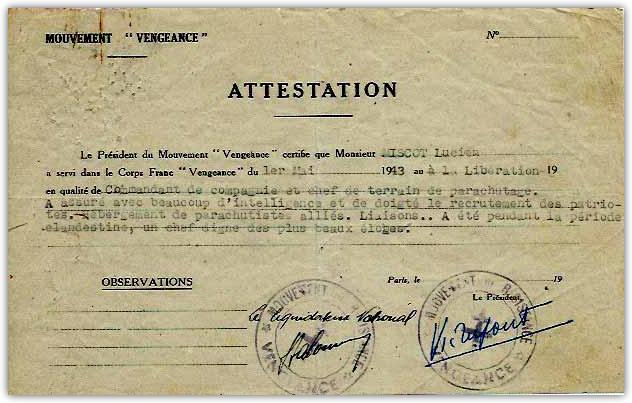 MOUVEMENT "VENGEANCE"
N°
ATTESTATION
Le Président du Mouvement "Vengeance" certifie que Monsieur MISCOT Lucien
a servi dans le Corps Franc "Vengeance" du 1er Mai 1943 au à la Libération 19
en qualité de Commandant de compagnie et chef de terrain de parachutage.
A assuré avec beaucoup d'intelligence et de doigté le recrutement des patrio-
tes. Hébergement de parachutistes alliés. Liaisons.. A été pendant la période
clandestine, un chef digne des plus beaux éloges.
OBSERVATIONS
Paris, le 19
Le Président,
Le liquidateur National
MOUVEMENT RESISTANCE
VENGEANCE
MOUVEMENT RESISTANCE
VENGEANCE